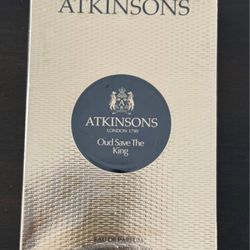 ATKINSONS
ATKINSONS
LONDON 1799
Oud Save The
King
EAU DE PARFUM